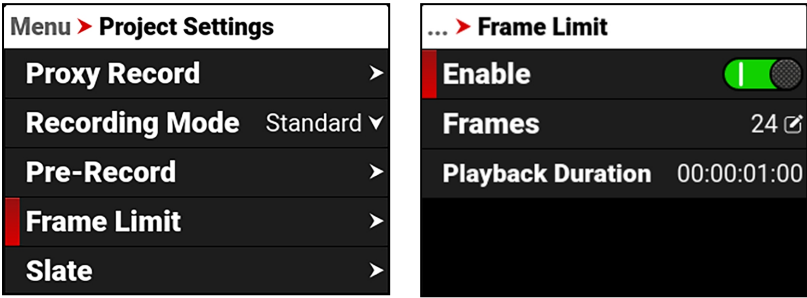 Menu ➤ Project Settings
Proxy Record
Recording Mode Standard
Pre-Record
Frame Limit
Slate
... ➤ Frame Limit
Enable
Frames 24
Playback Duration 00:00:01:00